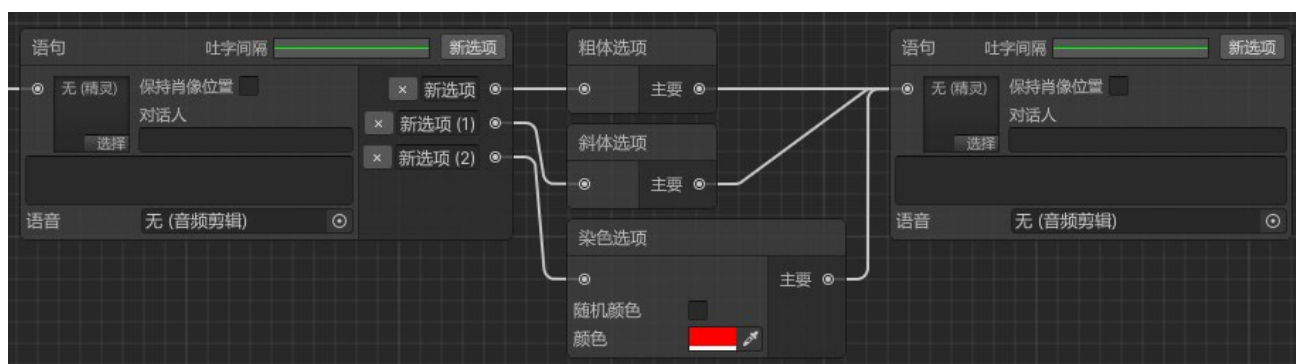 语句 吐字间隔 新选项
无 (精灵) 保持肖像位置
对话人
选择
语音 无 (音频剪辑)
× 新选项
× 新选项 (1)
× 新选项 (2)
粗体选项
主要
斜体选项
主要
染色选项
主要
随机颜色
颜色
语句 吐字间隔 新选项
无 (精灵) 保持肖像位置
对话人
选择
语音 无 (音频剪辑)